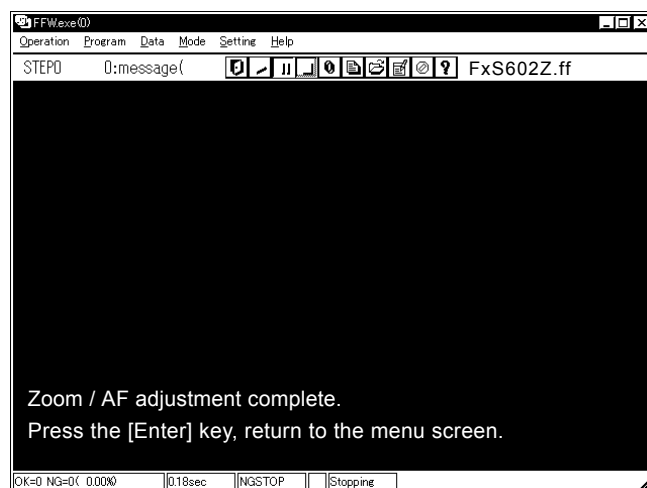 FFW.exe(0)
Operation Program Data Mode Setting Help
STEP0 0:message( FxS602Z.ff
Zoom / AF adjustment complete.
Press the [Enter] key, return to the menu screen.
OK=0 NG=0( 0.00%) 0.18sec NGSTOP Stopping